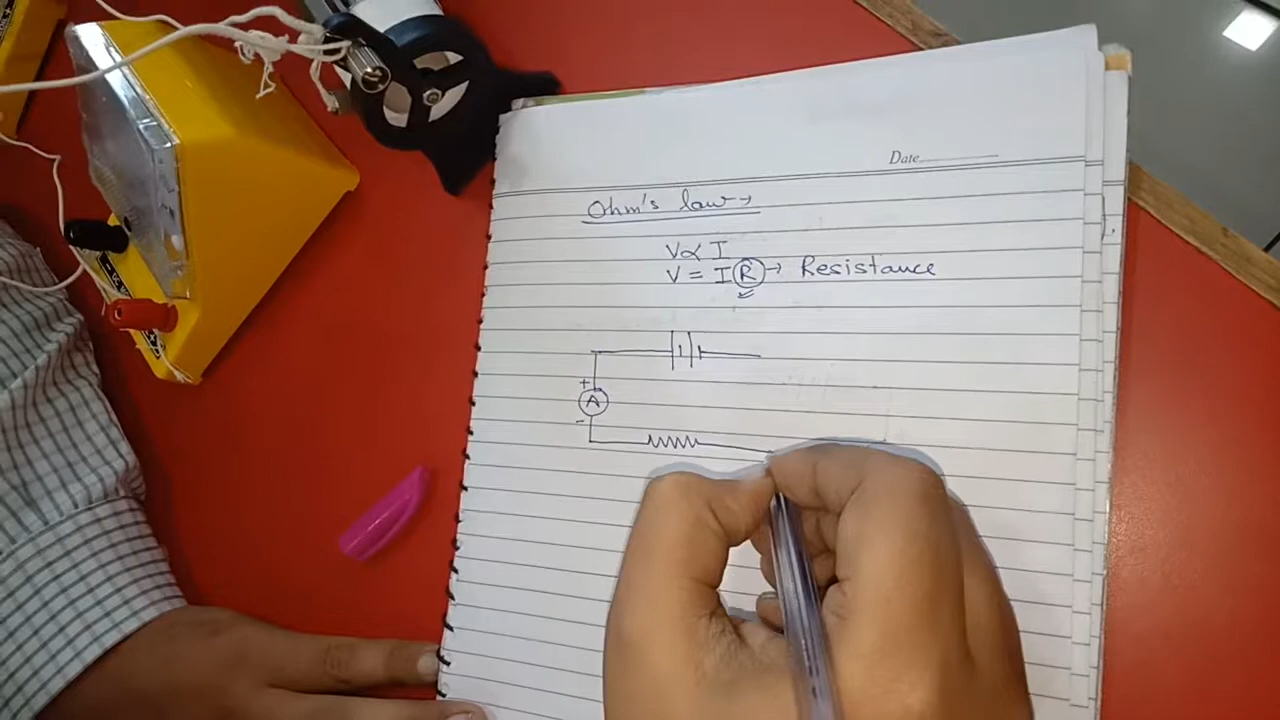 Date
Ohm's law →
V ∝ I
V = IR → Resistance
+
A
-